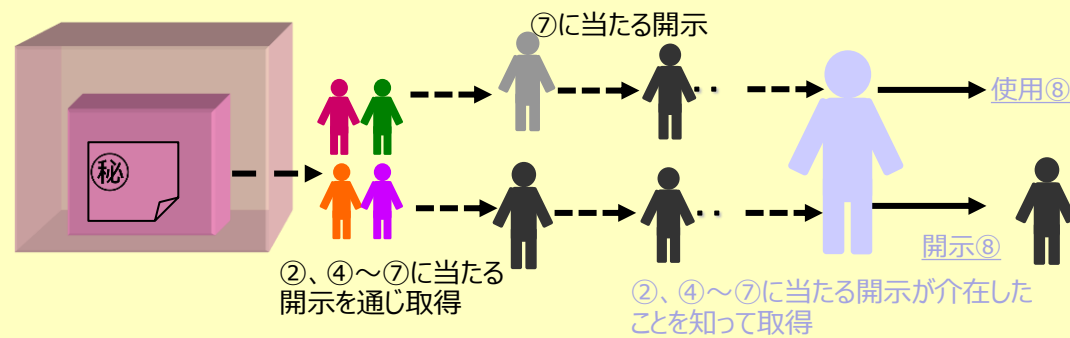 ⑦に当たる開示
使用⑧
㊙
開示⑧
②、④～⑦に当たる
開示を通じ取得
②、④～⑦に当たる開示が介在した
ことを知って取得